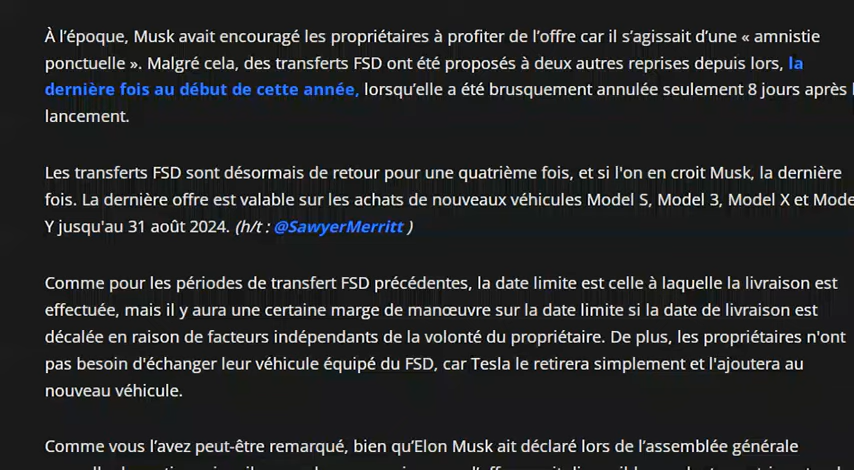 À l’époque, Musk avait encouragé les propriétaires à profiter de l’offre car il s’agissait d’une « amnistie
ponctuelle ». Malgré cela, des transferts FSD ont été proposés à deux autres reprises depuis lors, la
dernière fois au début de cette année, lorsqu’elle a été brusquement annulée seulement 8 jours après
lancement.
Les transferts FSD sont désormais de retour pour une quatrième fois, et si l'on en croit Musk, la dernière
fois. La dernière offre est valable sur les achats de nouveaux véhicules Model S, Model 3, Model X et Mode
Y jusqu'au 31 août 2024. (h/t : @SawyerMerritt )
Comme pour les périodes de transfert FSD précédentes, la date limite est celle à laquelle la livraison est
effectuée, mais il y aura une certaine marge de manœuvre sur la date limite si la date de livraison est
décalée en raison de facteurs indépendants de la volonté du propriétaire. De plus, les propriétaires n'ont
pas besoin d'échanger leur véhicule équipé du FSD, car Tesla le retirera simplement et l'ajoutera au
nouveau véhicule.
Comme vous l’avez peut-être remarqué, bien qu’Elon Musk ait déclaré lors de l’assemblée générale